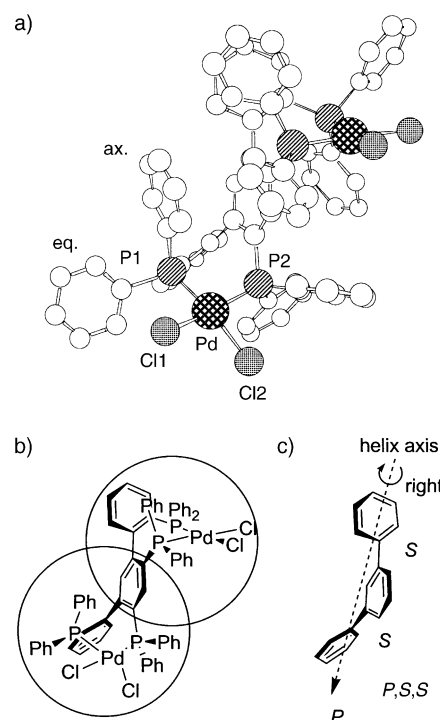 a)
ax.
eq.
P1
P2
Cl1
Pd
Cl2
b)
Ph Ph2
P P
Pd Cl
Cl
Ph
Ph
Ph P
P Ph
Cl Pd Ph
Cl
c)
helix axis
right
S
S
P,S,S
P